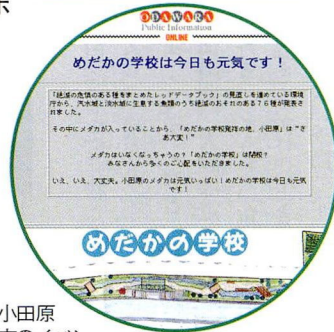 ホ
ODAWARA
Public Information
ONLINE
めだかの学校は今日も元気です！
「絶滅の危険のある種をまとめたレッドデータブック」の見直しを進めている環境
庁から、汽水域と淡水域に生息する魚類のうち絶滅のおそれのある７６種が発表さ
れました。
その中にメダカが入っていることから、「めだかの学校発祥の地、小田原」は“さ
あ大変！”
メダカはいなくなっちゃうの？「めだかの学校」は閉校？
みなさんから多くのご心配をいただきました。
いえ、いえ、大丈夫。小田原のメダカは元気いっぱい！めだかの学校は今日も元気
です！
めだかの学校
小田原